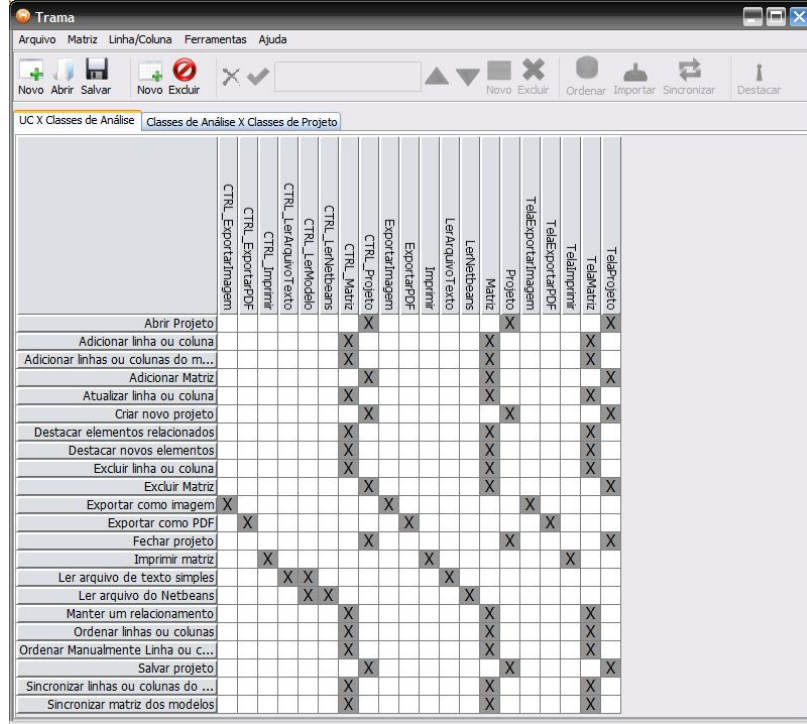 Trama
Arquivo Matriz Linha/Coluna Ferramentas Ajuda
Novo Abrir Salvar Novo Excluir Novo Excluir Ordenar Importar Sincronizar Destacar
UC X Classes de Análise Classes de Análise X Classes de Projeto
CTRL_ExportarImagem
CTRL_ExportarPDF
CTRL_Imprimir
CTRL_LerArquivoTexto
CTRL_LerModelo
CTRL_LerNetbeans
CTRL_Matriz
CTRL_Projeto
ExportarImagem
ExportarPDF
Imprimir
LerArquivoTexto
LerNetbeans
Matriz
Projeto
TelaExportarImagem
TelaExportarPDF
TelaImprimir
TelaMatriz
TelaProjeto
Abrir Projeto X X X
Adicionar linha ou coluna X X X
Adicionar linhas ou colunas do m... X X X
Adicionar Matriz X X X
Atualizar linha ou coluna X X X
Criar novo projeto X X X
Destacar elementos relacionados X X X
Destacar novos elementos X X X
Excluir linha ou coluna X X X
Excluir Matriz X X X
Exportar como imagem X X X
Exportar como PDF X X X
Fechar projeto X X X
Imprimir matriz X X X
Ler arquivo de texto simples X X X
Ler arquivo do Netbeans X X X
Manter um relacionamento X X X
Ordenar linhas ou colunas X X X
Ordenar Manualmente Linha ou c... X X X
Salvar projeto X X X
Sincronizar linhas ou colunas do ... X X X
Sincronizar matriz dos modelos X X X